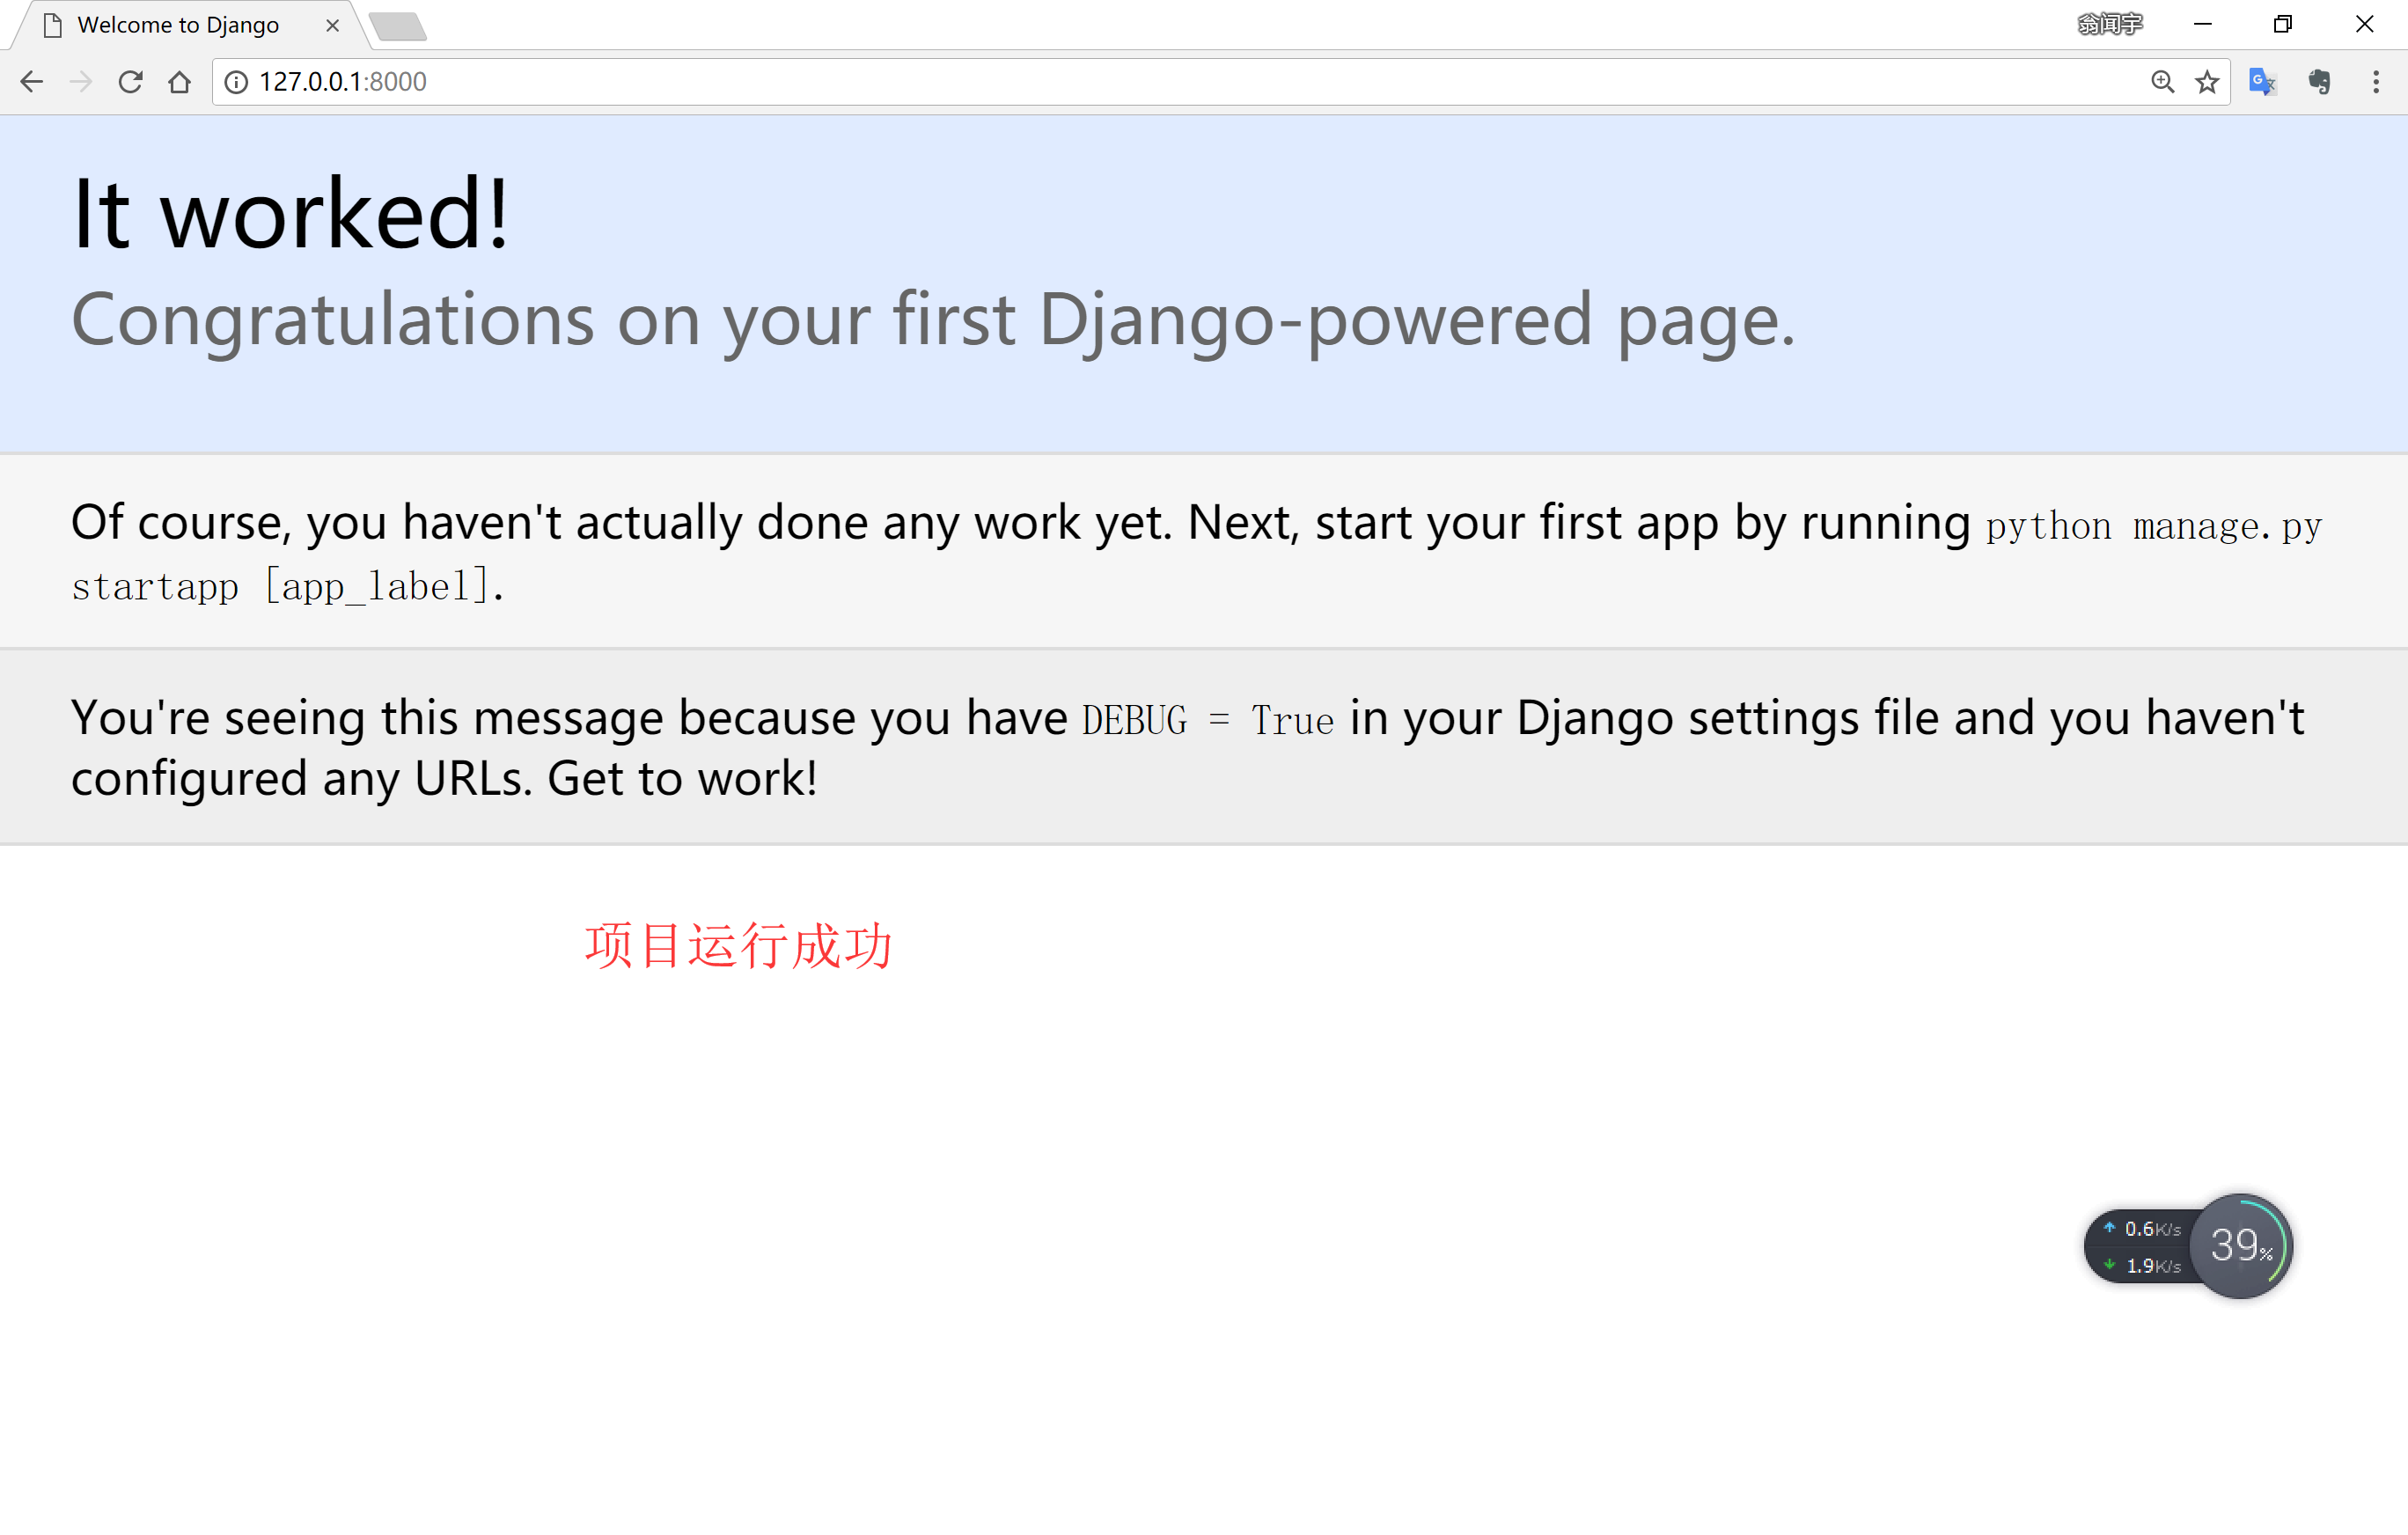 Welcome to Django
翁闻宇
127.0.0.1:8000
It worked!
Congratulations on your first Django-powered page.
Of course, you haven't actually done any work yet. Next, start your first app by running python manage.py
startapp [app_label].
You're seeing this message because you have DEBUG = True in your Django settings file and you haven't
configured any URLs. Get to work!
项目运行成功
0.6K/s
39%
1.9K/s